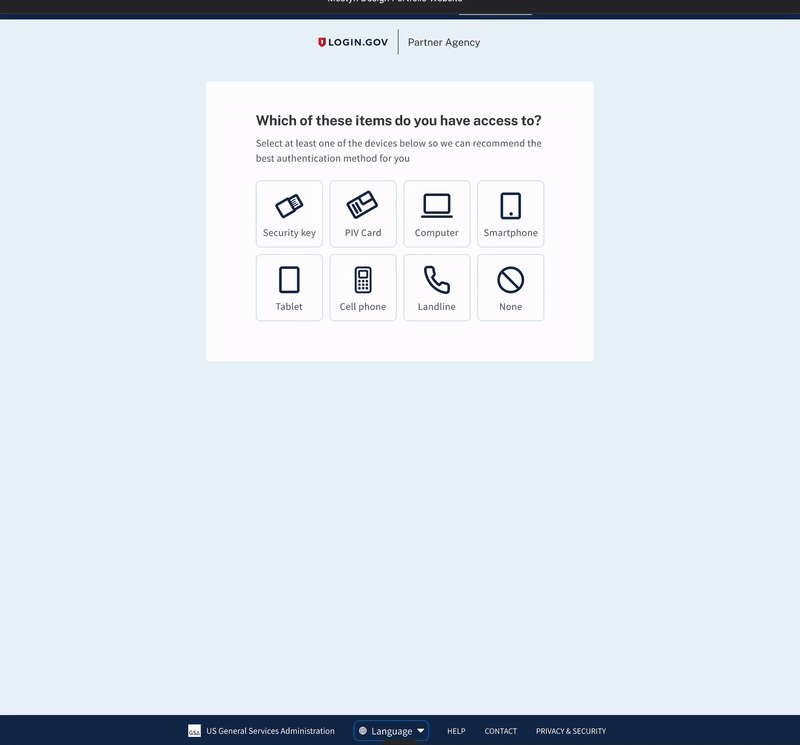 LOGIN.GOV Partner Agency
Which of these items do you have access to?
Select at least one of the devices below so we can recommend the
best authentication method for you
Security key
PIV Card
Computer
Smartphone
Tablet
Cell phone
Landline
None
GSA
US General Services Administration
Language
HELP
CONTACT
PRIVACY & SECURITY